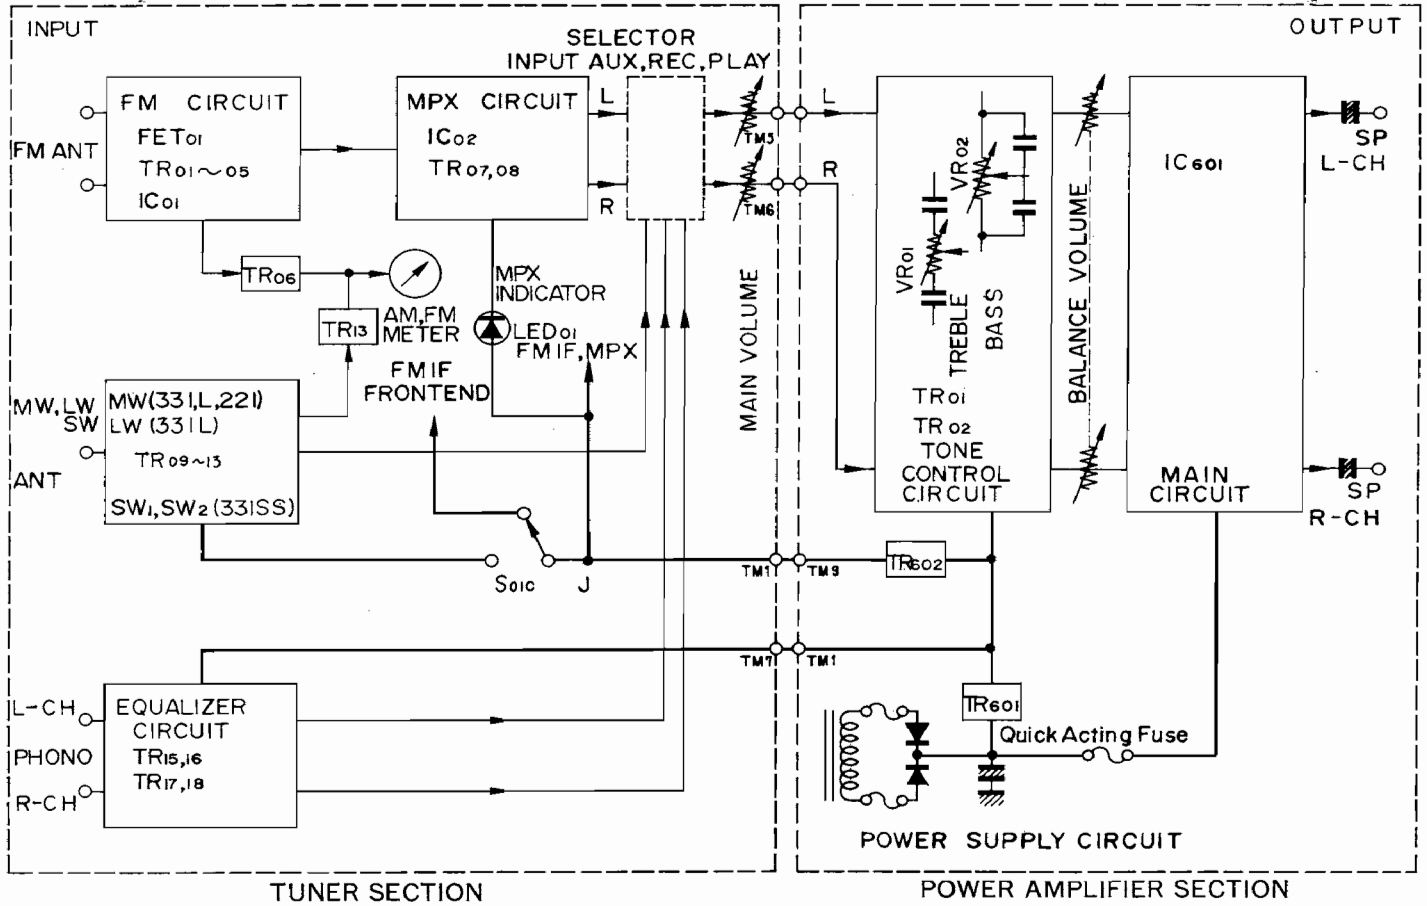 INPUT
OUTPUT
SELECTOR
INPUT AUX,REC,PLAY
FM CIRCUIT
FET01
TR01~05
IC01
FM ANT
MPX CIRCUIT
IC02
TR07,08
L
R
TM5
TM6
L
R
VR02
VR01
TREBLE
BASS
TR01
TR02
TONE
CONTROL
CIRCUIT
BALANCE VOLUME
IC601
MAIN
CIRCUIT
SP
L-CH
SP
R-CH
TR06
TR13
AM,FM
METER
MPX
INDICATOR
LED01
FM IF,MPX
FM IF
FRONTEND
MAIN VOLUME
MW,LW
SW
ANT
MW(331,L,221)
LW(331L)
TR09~13
SW1,SW2(331SS)
S01C
J
TM1
TM9
TR602
TM7
TM1
TR601
Quick Acting Fuse
L-CH
PHONO
R-CH
EQUALIZER
CIRCUIT
TR15,16
TR17,18
POWER SUPPLY CIRCUIT
TUNER SECTION
POWER AMPLIFIER SECTION